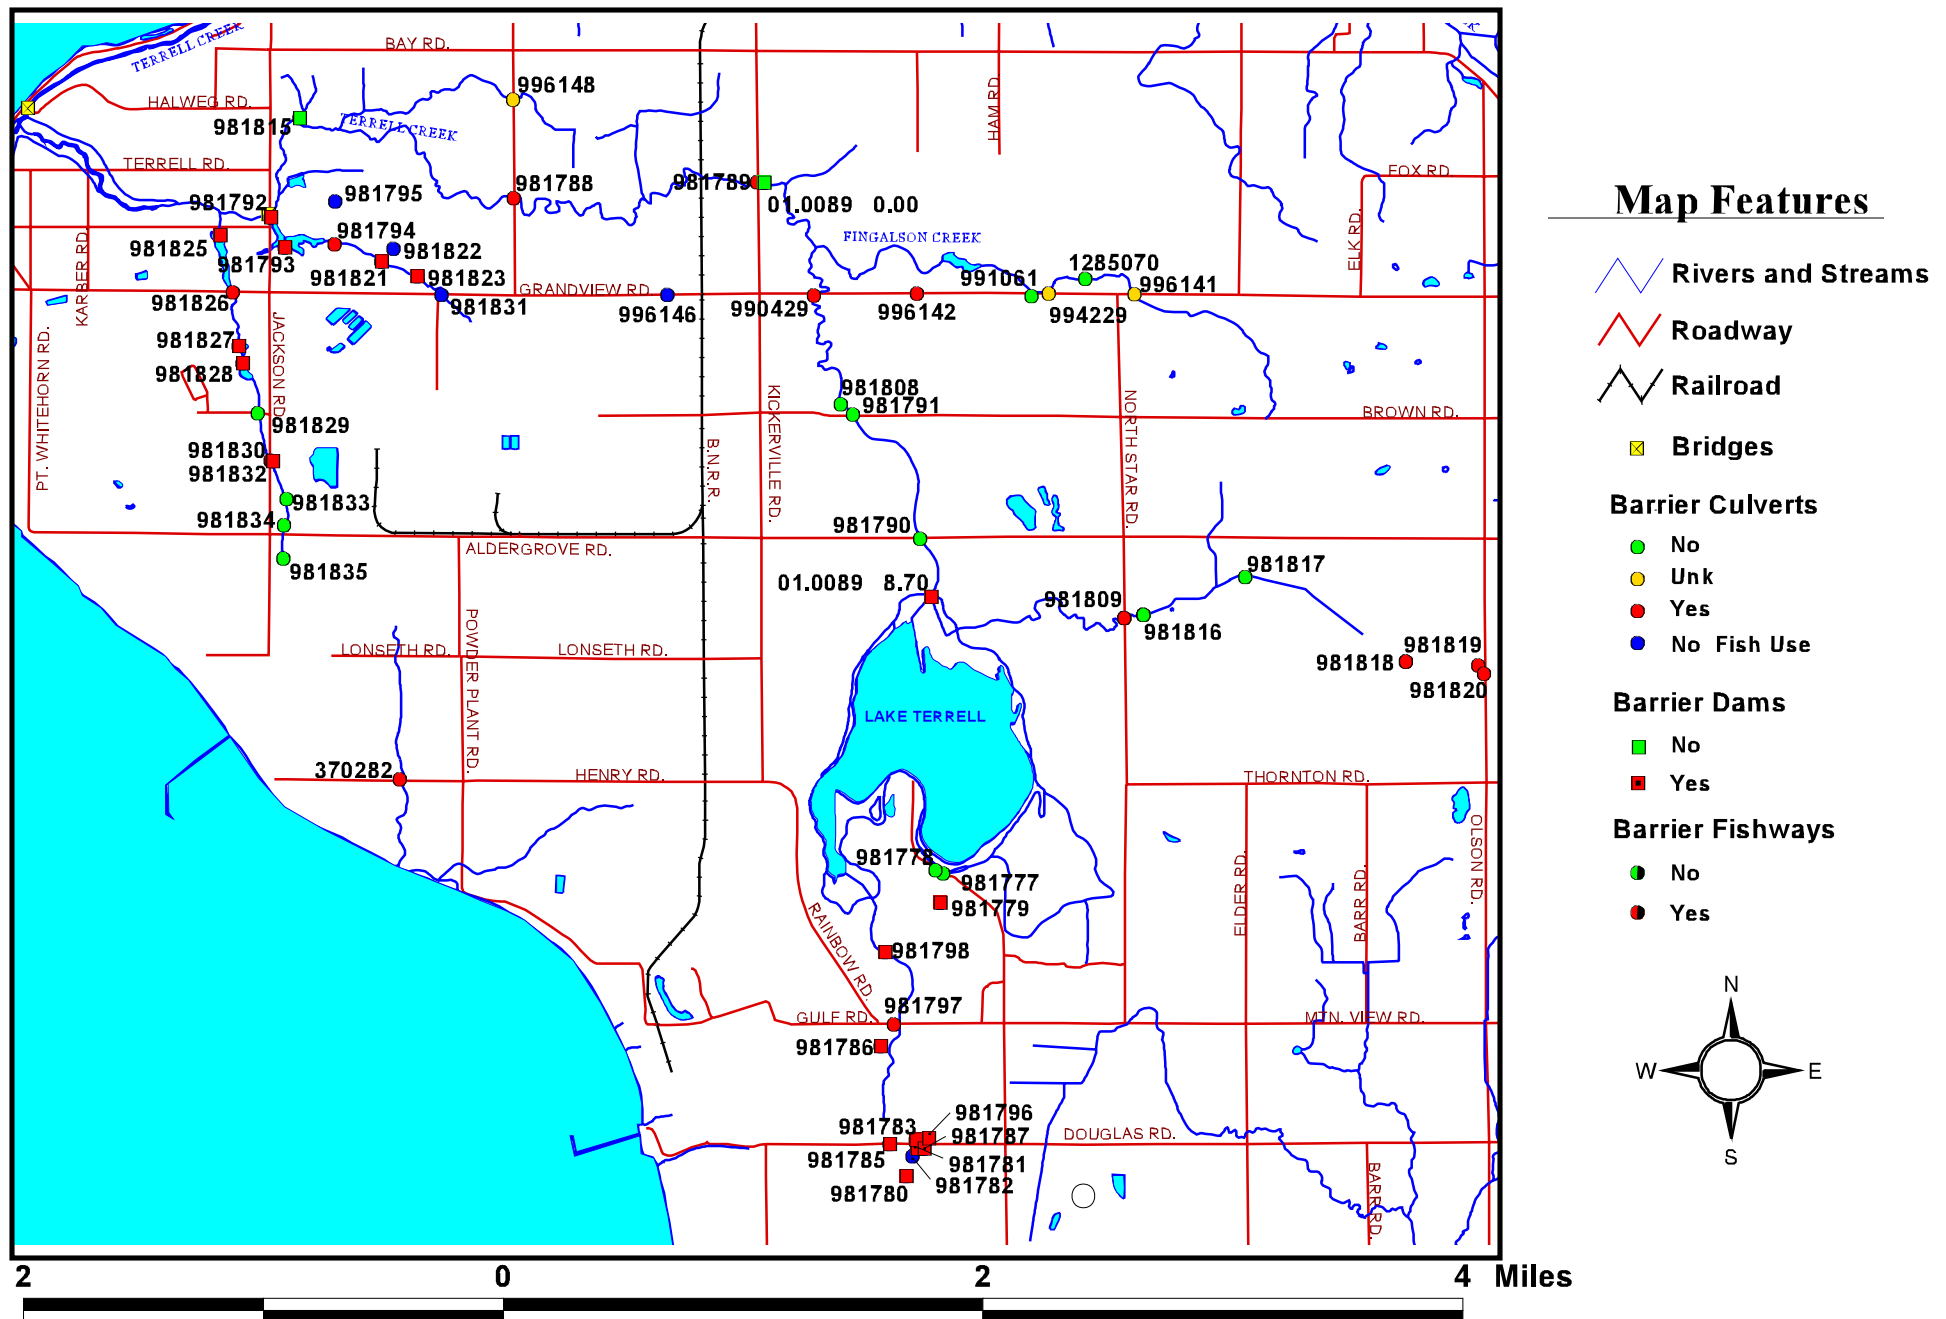 TERRELL CREEK
BAY RD.
996148
HALWEG RD.
981815
TERRELL CREEK
HAM RD.
TERRELL RD.
FOX RD.
981795
981788
981789
981792
01.0089 0.00
981794
FINGALSON CREEK
ELK RD.
981825
981822
981793
KARBER RD.
1285070
981821
981823
991061
996141
981826
GRANDVIEW RD.
981831
996146
990429
996142
994229
981827
JACKSON RD.
PT. WHITEHORN RD.
981828
981808
981791
KICKERVILLE RD.
NORTH STAR RD.
BROWN RD.
981829
981830
B.N.R.R.
981832
981833
981834
981790
ALDERGROVE RD.
981835
981817
01.0089 8.70
981809
981816
POWDER PLANT RD.
LONSETH RD.
LONSETH RD.
981819
981818
981820
LAKE TERRELL
370282
HENRY RD.
THORNTON RD.
OLSON RD.
981778
981777
ELDER RD.
BARR RD.
981779
RAINBOW RD.
981798
981797
GULF RD.
MTN. VIEW RD.
981786
981796
981783
981787
DOUGLAS RD.
981785
981781
981782
981780
BARR RD.
2 0 2 4 Miles
Map Features
Rivers and Streams
Roadway
Railroad
Bridges
Barrier Culverts
No
Unk
Yes
No Fish Use
Barrier Dams
No
Yes
Barrier Fishways
No
Yes
N
W E
S